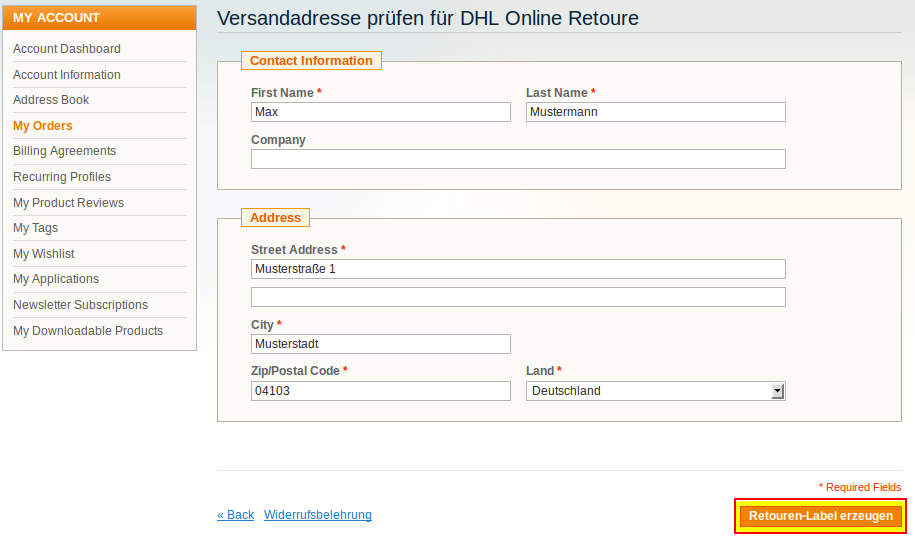 MY ACCOUNT
Account Dashboard
Account Information
Address Book
My Orders
Billing Agreements
Recurring Profiles
My Product Reviews
My Tags
My Wishlist
My Applications
Newsletter Subscriptions
My Downloadable Products
Versandadresse prüfen für DHL Online Retoure
Contact Information
First Name * Last Name *
Max Mustermann
Company
Address
Street Address *
Musterstraße 1
City *
Musterstadt
Zip/Postal Code * Land *
04103 Deutschland
* Required Fields
« Back Widerrufsbelehrung Retouren-Label erzeugen